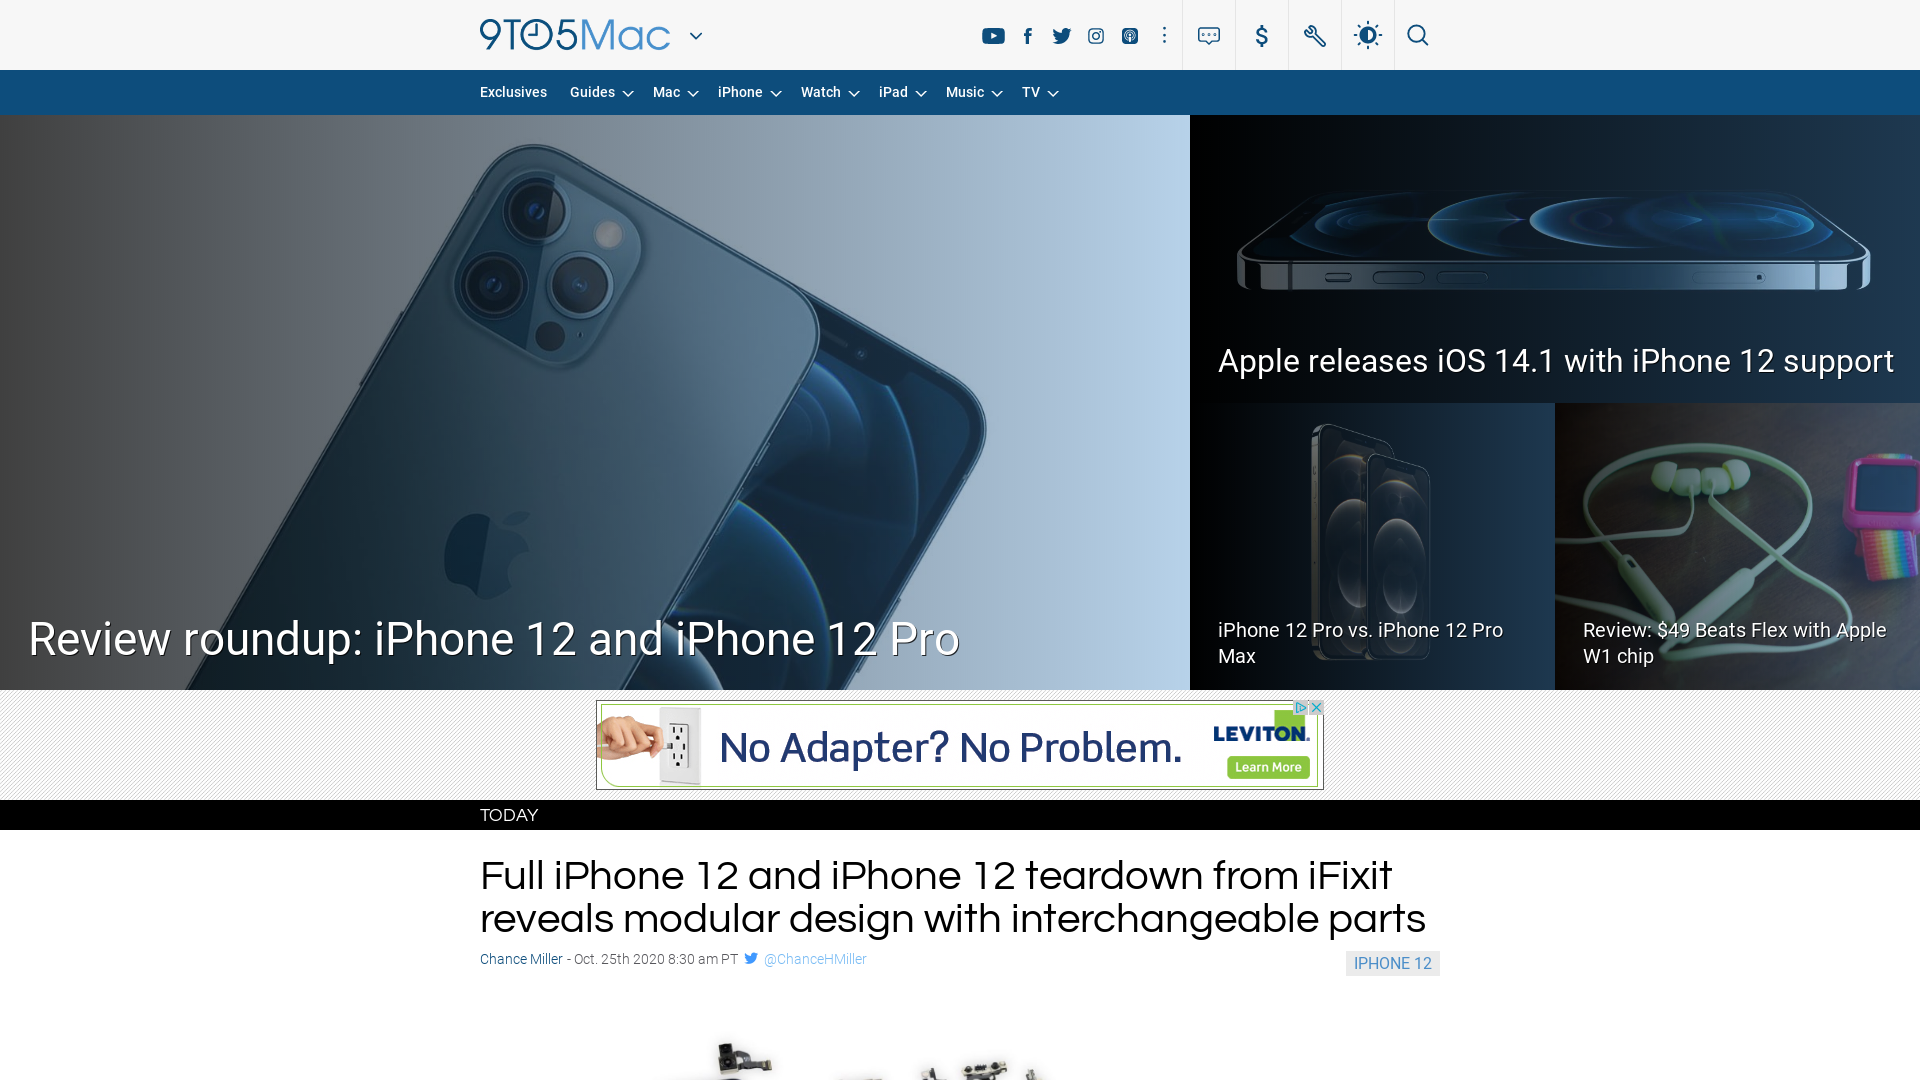 9TO5Mac
Exclusives
Guides
Mac
iPhone
Watch
iPad
Music
TV
Review roundup: iPhone 12 and iPhone 12 Pro
Apple releases iOS 14.1 with iPhone 12 support
iPhone 12 Pro vs. iPhone 12 Pro
Max
Review: $49 Beats Flex with Apple
W1 chip
No Adapter? No Problem.
LEVITON.
Learn More
TODAY
Full iPhone 12 and iPhone 12 teardown from iFixit
reveals modular design with interchangeable parts
Chance Miller - Oct. 25th 2020 8:30 am PT @ChanceHMiller
IPHONE 12